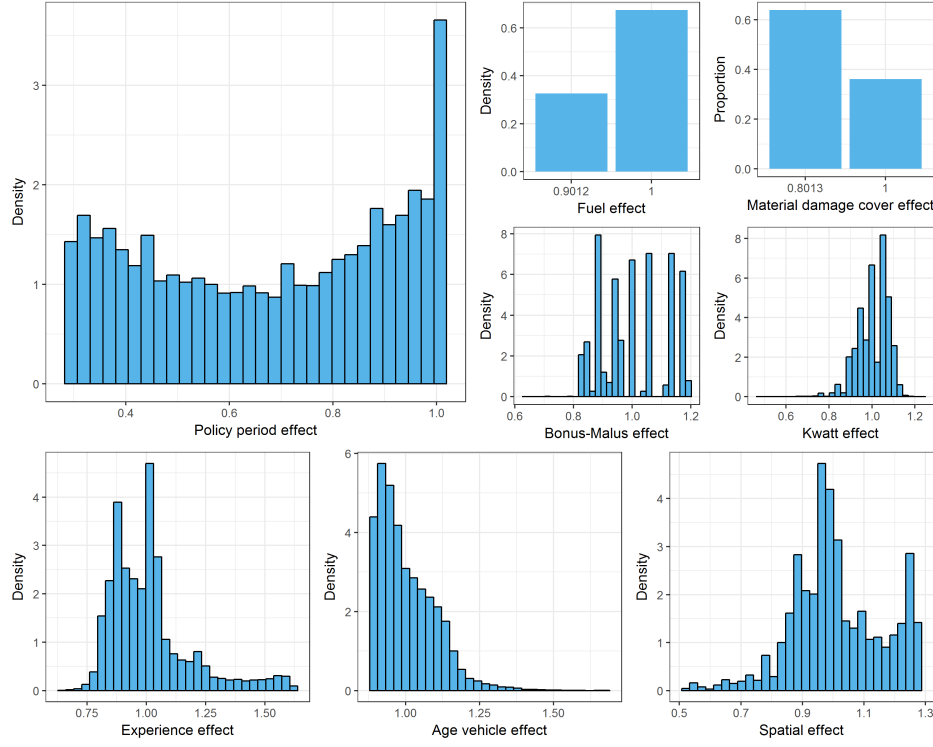 Density
3
2
1
0
0.4 0.6 0.8 1.0
Policy period effect
Density
0.6
0.4
0.2
0.0
0.9012 1
Fuel effect
Proportion
0.6
0.4
0.2
0.0
0.8013 1
Material damage cover effect
Density
8
6
4
2
0
0.6 0.8 1.0 1.2
Bonus-Malus effect
Density
8
6
4
2
0
0.6 0.8 1.0 1.2
Kwatt effect
Density
4
3
2
1
0
0.75 1.00 1.25 1.50
Experience effect
Density
6
4
2
0
1.00 1.25 1.50
Age vehicle effect
Density
5
4
3
2
1
0
0.5 0.7 0.9 1.1 1.3
Spatial effect